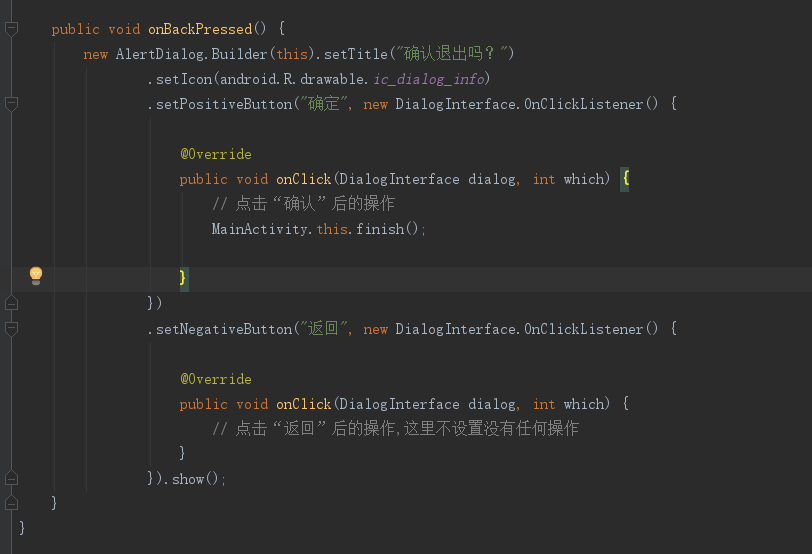 public void onBackPressed() {
new AlertDialog.Builder(this).setTitle("确认退出吗？")
.setIcon(android.R.drawable.ic_dialog_info)
.setPositiveButton("确定", new DialogInterface.OnClickListener() {
@Override
public void onClick(DialogInterface dialog, int which) {
// 点击“确认”后的操作
MainActivity.this.finish();
}
})
.setNegativeButton("返回", new DialogInterface.OnClickListener() {
@Override
public void onClick(DialogInterface dialog, int which) {
// 点击“返回”后的操作,这里不设置没有任何操作
}
}).show();
}
}